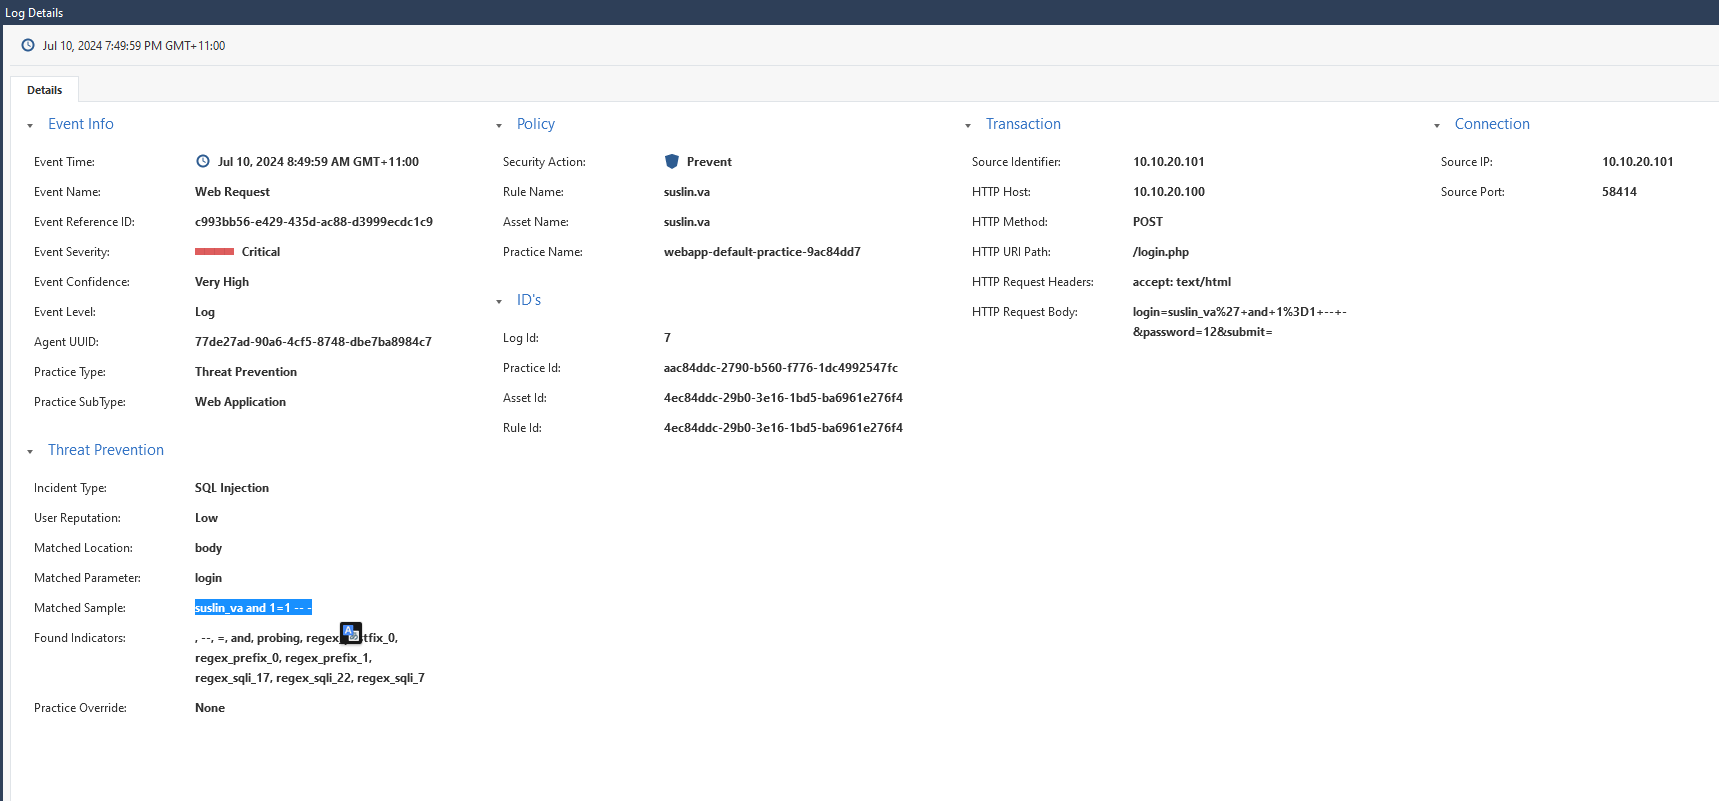 Log Details
Jul 10, 2024 7:49:59 PM GMT+11:00
Details
Event Info
Event Time: Jul 10, 2024 8:49:59 AM GMT+11:00
Event Name: Web Request
Event Reference ID: c993bb56-e429-435d-ac88-d3999ecdc1c9
Event Severity: Critical
Event Confidence: Very High
Event Level: Log
Agent UUID: 77de27ad-90a6-4cf5-8748-dbe7ba8984c7
Practice Type: Threat Prevention
Practice SubType: Web Application
Threat Prevention
Incident Type: SQL Injection
User Reputation: Low
Matched Location: body
Matched Parameter: login
Matched Sample: suslin_va and 1=1 -- -
Found Indicators: , --, =, and, probing, 
regex_prefix_0, regex_prefix_1,
regex_sqli_17, regex_sqli_22, regex_sqli_7
Practice Override: None
Policy
Security Action: Prevent
Rule Name: suslin.va
Asset Name: suslin.va
Practice Name: webapp-default-practice-9ac84dd7
ID's
Log Id: 7
Practice Id: aac84ddc-2790-b560-f776-1dc4992547fc
Asset Id: 4ec84ddc-29b0-3e16-1bd5-ba6961e276f4
Rule Id: 4ec84ddc-29b0-3e16-1bd5-ba6961e276f4
Transaction
Source Identifier: 10.10.20.101
HTTP Host: 10.10.20.100
HTTP Method: POST
HTTP URI Path: /login.php
HTTP Request Headers: accept: text/html
HTTP Request Body: login=suslin_va%27+and+1%3D1+--+-
&password=12&submit=
Connection
Source IP: 10.10.20.101
Source Port: 58414